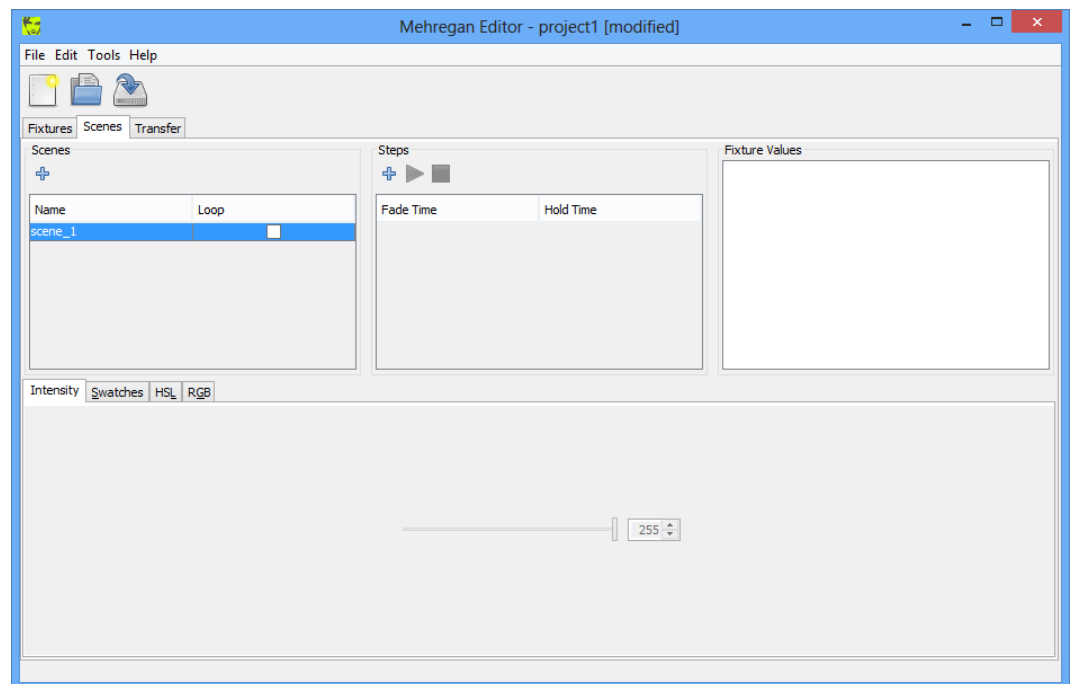 Mehregan Editor - project1 [modified]
File Edit Tools Help
Fixtures Scenes Transfer
Scenes
Name Loop
scene_1
Steps
Fade Time Hold Time
Fixture Values
Intensity Swatches HSL RGB
255